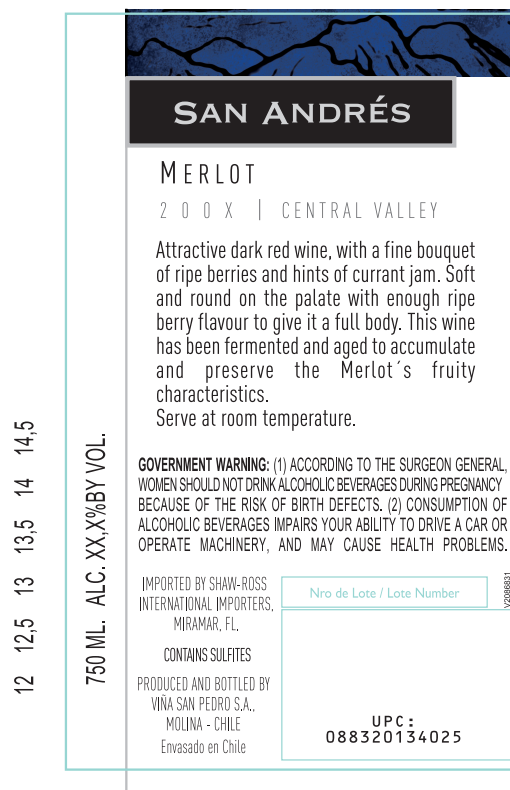 SAN ANDRÉS
MERLOT
200X | CENTRAL VALLEY
Attractive dark red wine, with a fine bouquet
of ripe berries and hints of currant jam. Soft
and round on the palate with enough ripe
berry flavour to give it a full body. This wine
has been fermented and aged to accumulate
and preserve the Merlot´s fruity
characteristics.
Serve at room temperature.
GOVERNMENT WARNING: (1) ACCORDING TO THE SURGEON GENERAL,
WOMEN SHOULD NOT DRINK ALCOHOLIC BEVERAGES DURING PREGNANCY
BECAUSE OF THE RISK OF BIRTH DEFECTS. (2) CONSUMPTION OF
ALCOHOLIC BEVERAGES IMPAIRS YOUR ABILITY TO DRIVE A CAR OR
OPERATE MACHINERY, AND MAY CAUSE HEALTH PROBLEMS.
IMPORTED BY SHAW-ROSS
INTERNATIONAL IMPORTERS,
MIRAMAR, FL.
CONTAINS SULFITES
PRODUCED AND BOTTLED BY
VIÑA SAN PEDRO S.A.,
MOLINA - CHILE
Envasado en Chile
Nro de Lote / Lote Number
V2086831
UPC:
088320134025
750 ML. ALC. XX,X%BY VOL.
12 12,5 13 13,5 14 14,5